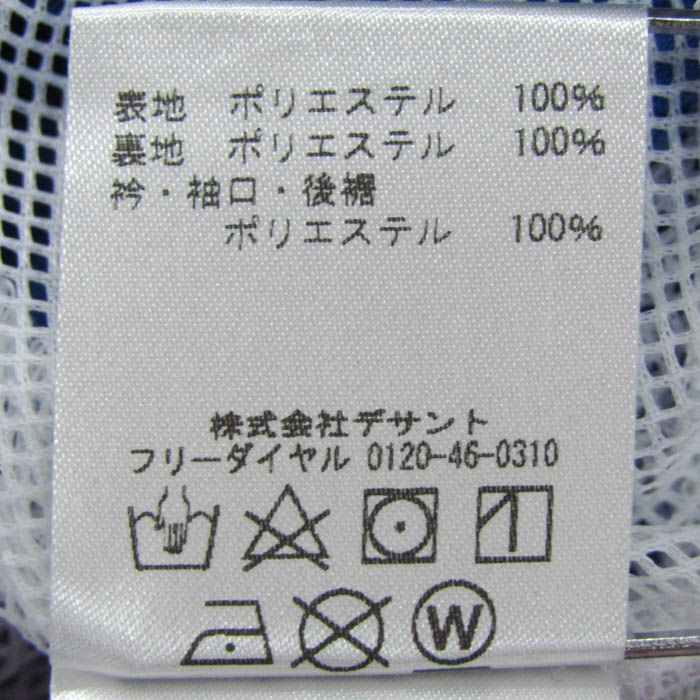 表地 ポリエステル 100%
裏地 ポリエステル 100%
衿・袖口・後裾
ポリエステル 100%
株式会社デサント
フリーダイヤル 0120-46-0310
W